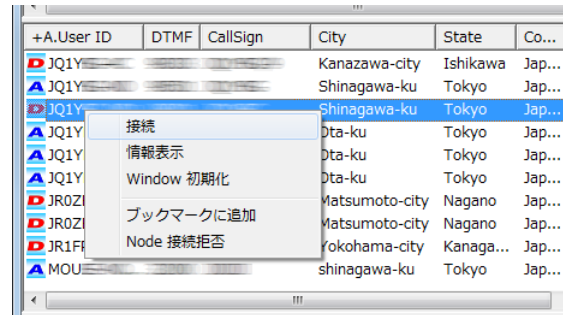 +A.User ID DTMF CallSign City State Co...
D JQ1Y Kanazawa-city Ishikawa Jap...
A JQ1Y Shinagawa-ku Tokyo Jap...
D JQ1Y Shinagawa-ku Tokyo Jap...
A JQ1Y 接続 Ota-ku Tokyo Jap...
A JQ1Y 情報表示 Ota-ku Tokyo Jap...
A JQ1Y Window 初期化 Ota-ku Tokyo Jap...
D Matsumoto-city Nagano Jap...
D ブックマークに追加 Matsumoto-city Nagano Jap...
D Node 接続拒否 Yokohama-city Kanaga... Jap...
A MOU shinagawa-ku Tokyo Jap...